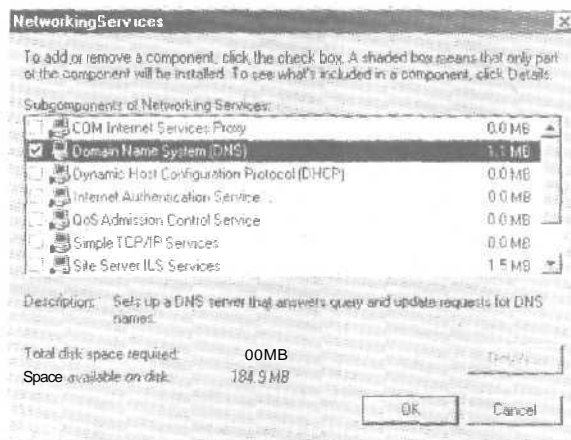 NetworkingServices
To add or remove a component, click the check box. A shaded box means that only part
of the component will be installed. To see what's included in a component, click Details.
Subcomponents of Networking Services:
COM Internet Services Proxy 0.0 MB
Domain Name System (DNS) 1.1 MB
Dynamic Host Configuration Protocol (DHCP) 0.0 MB
Internet Authentication Service 0.0 MB
QoS Admission Control Service 0.0 MB
Simple TCP/IP Services 0.0 MB
Site Server ILS Services 1.5 MB
Description: Sets up a DNS server that answers query and update requests for DNS
names.
Total disk space required: 00MB
Space available on disk: 184.9 MB
Details...
OK Cancel